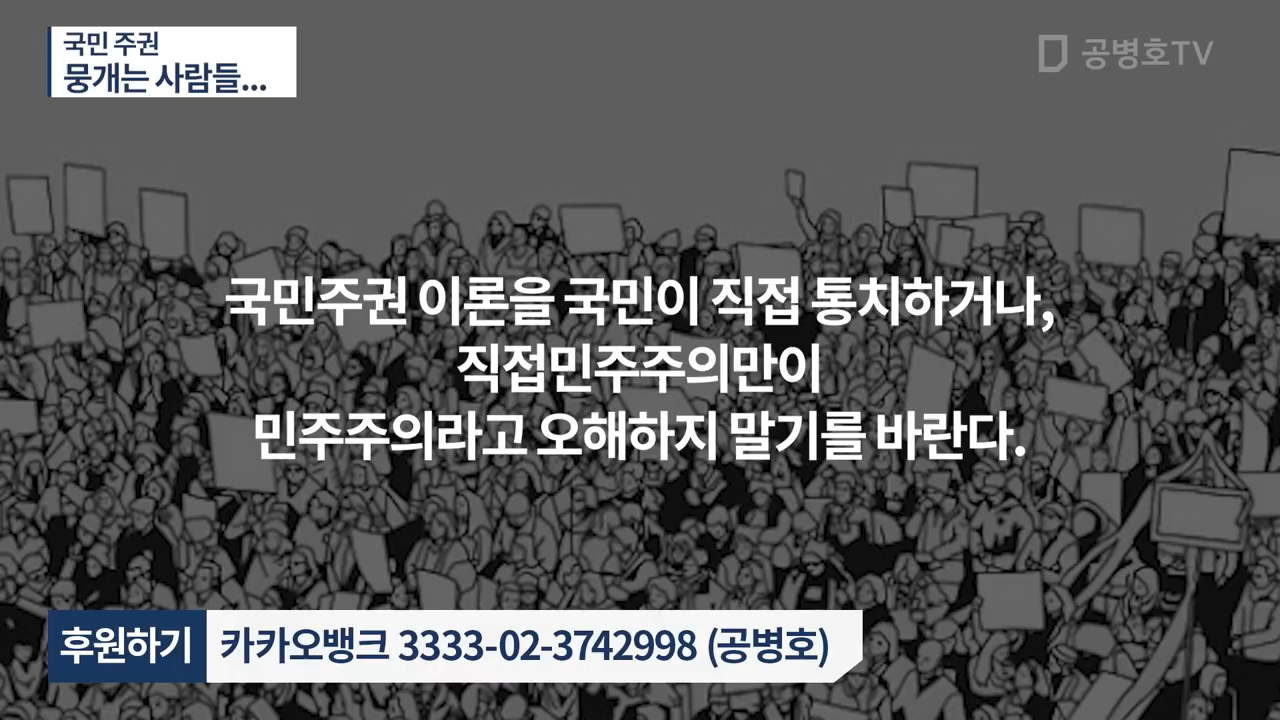 국민 주권
뭉개는 사람들...
공병호TV
국민주권 이론을 국민이 직접 통치하거나,
직접민주주의만이
민주주의라고 오해하지 말기를 바란다.
후원하기 카카오뱅크 3333-02-3742998 (공병호)